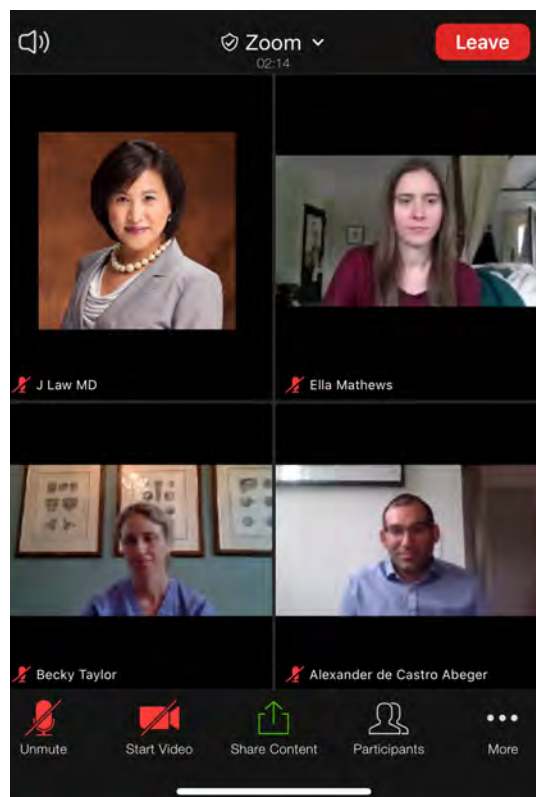 Zoom
Leave
02:14
J Law MD
Ella Mathews
Becky Taylor
Alexander de Castro Abeger
Unmute
Start Video
Share Content
Participants
More